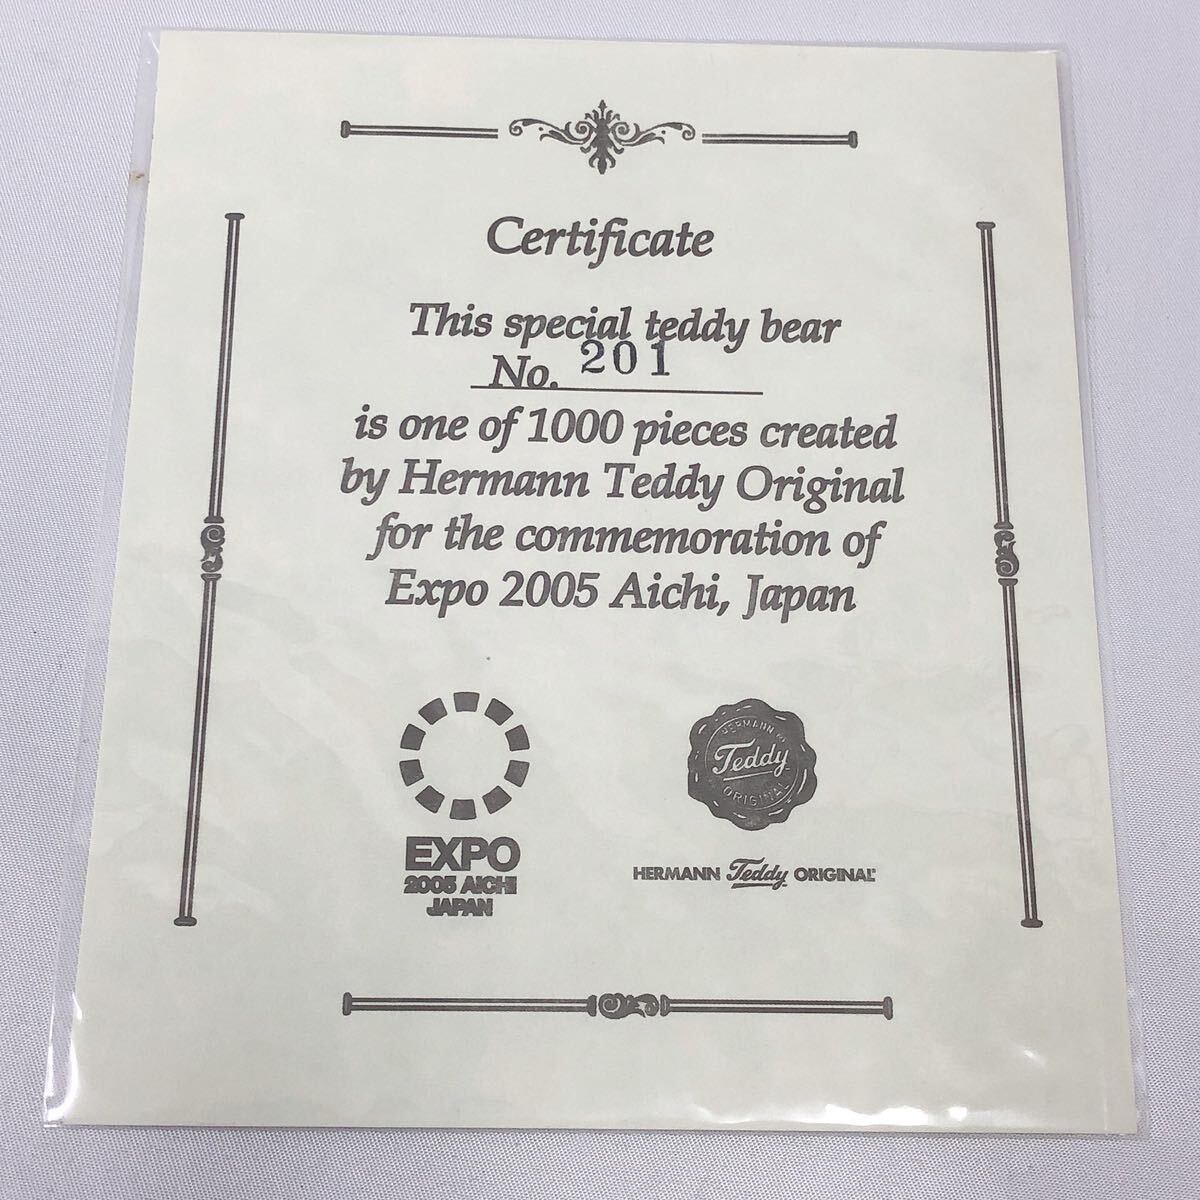 Certificate
This special teddy bear
No. 201
is one of 1000 pieces created
by Hermann Teddy Original
for the commemoration of
Expo 2005 Aichi, Japan
EXPO
2005 AICHI
JAPAN
HERMANN
Teddy
ORIGINAL
HERMANN Teddy ORIGINAL